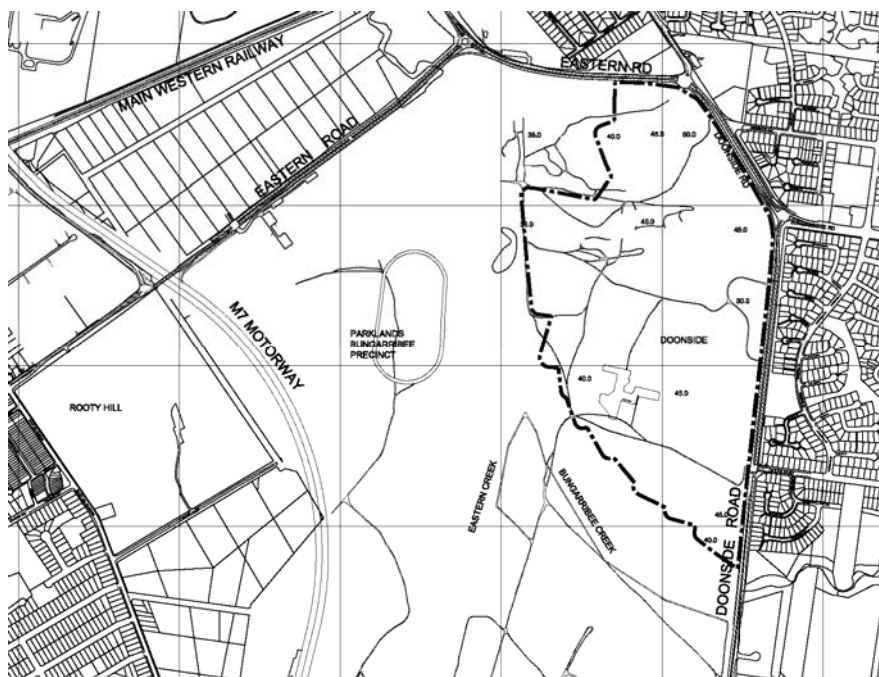 EASTERN RD
MAIN WESTERN RAILWAY
EASTERN ROAD
35.0
40.0
45.0
50.0
DOONSIDE RD
40.0
45.0
50.0
M7 MOTORWAY
PARKLANDS
BUNGARRIBEE
PRECINCT
DOONSIDE
ROOTY HILL
40.0
45.0
EASTERN CREEK
BUNGARRIBEE CREEK
45.0
40.0
DOONSIDE ROAD